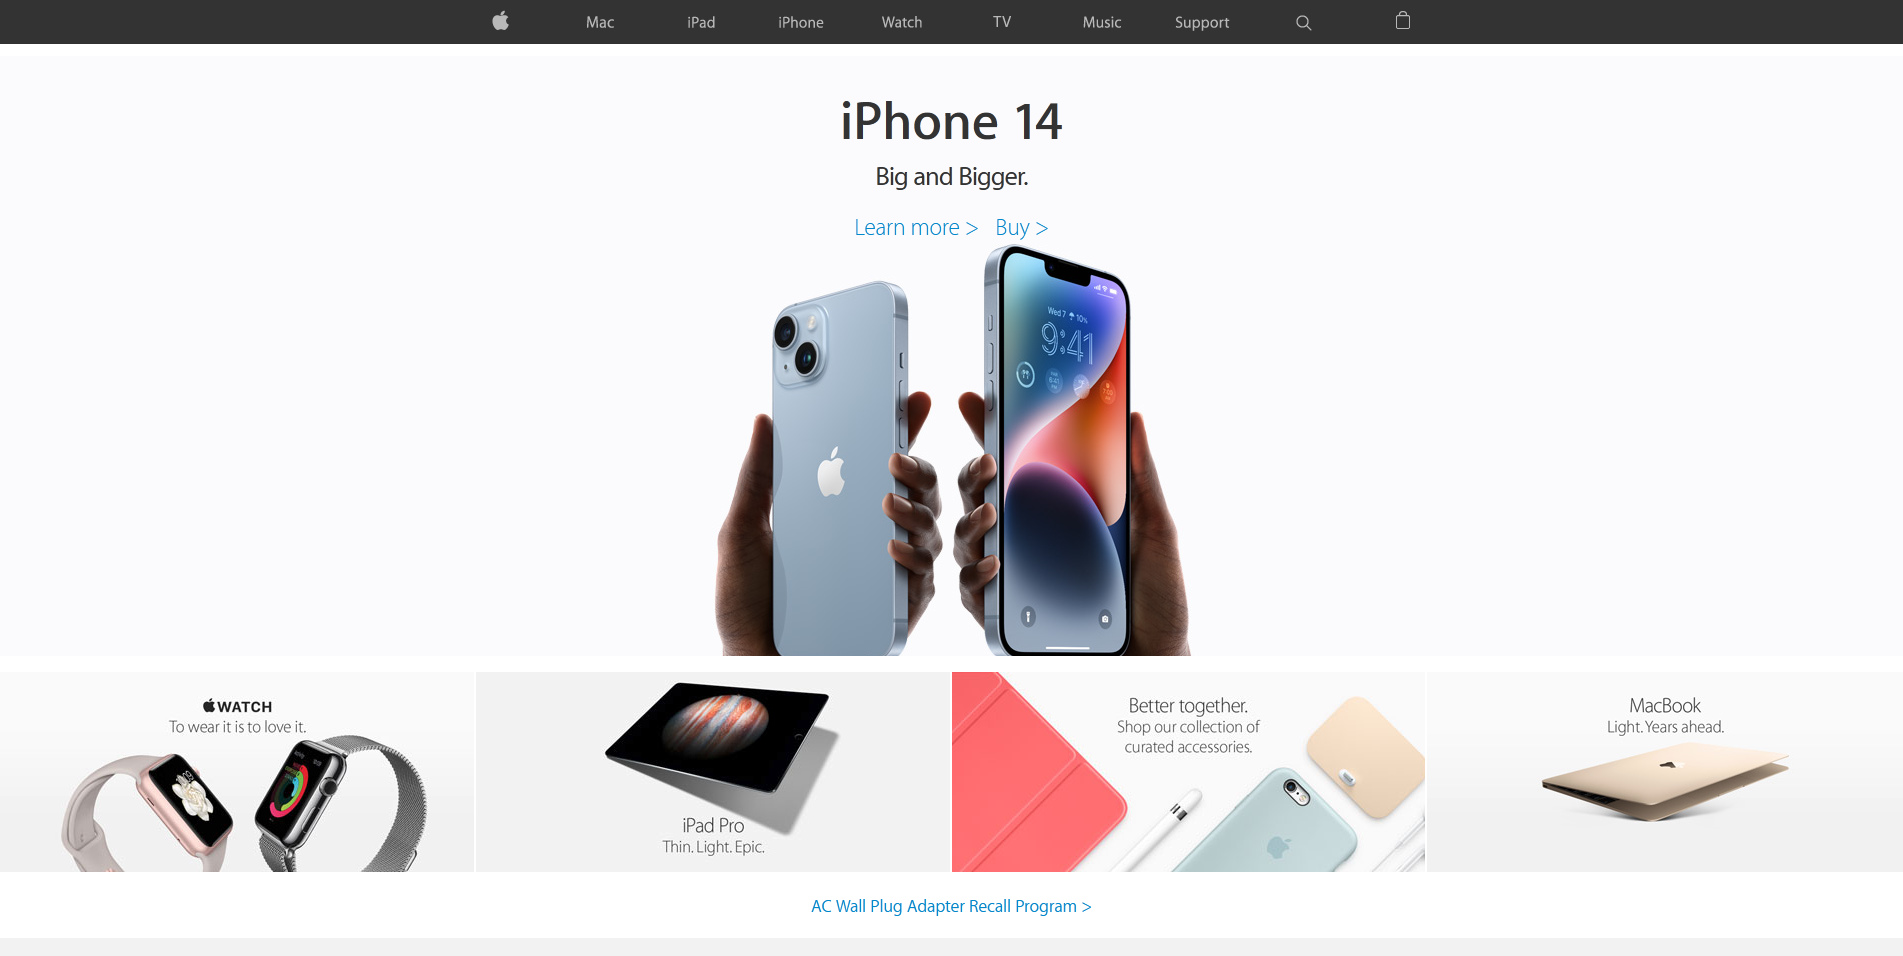 Mac
iPad
iPhone
Watch
TV
Music
Support
iPhone 14
Big and Bigger.
Learn more > Buy >
Wed 7 10%
9:41
WATCH
To wear it is to love it.
iPad Pro
Thin. Light. Epic.
Better together.
Shop our collection of
curated accessories.
MacBook
Light. Years ahead.
AC Wall Plug Adapter Recall Program >